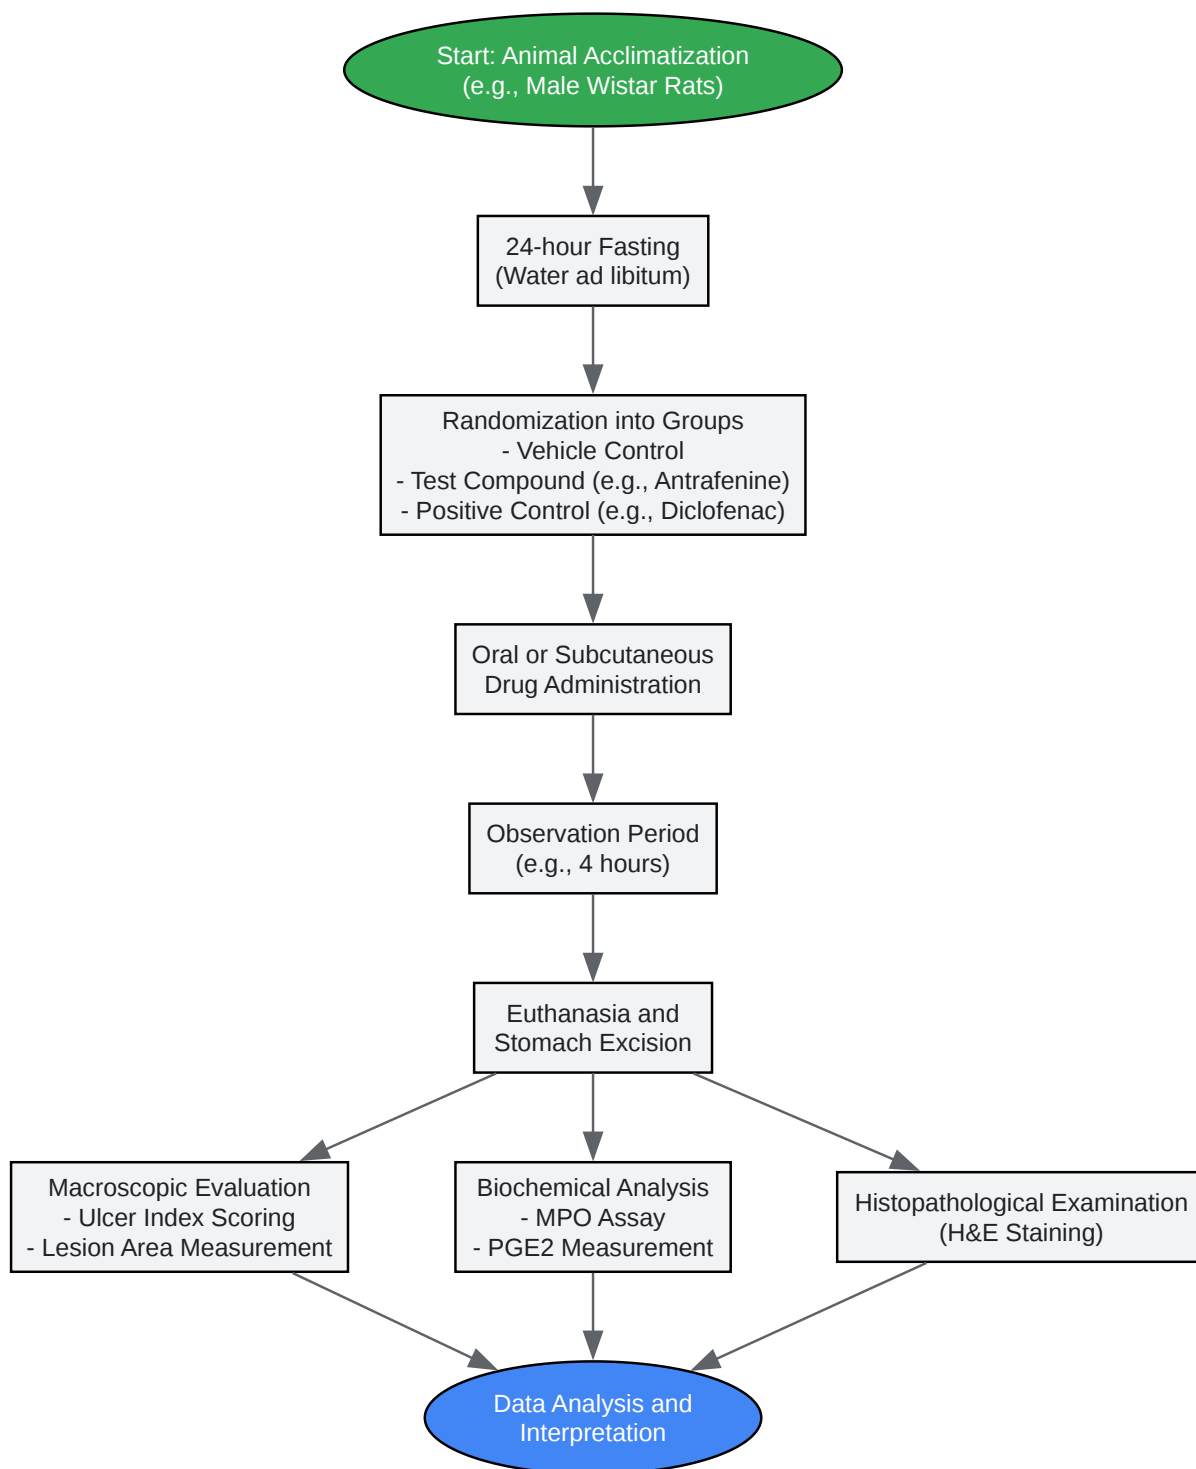 Start: Animal Acclimatization
(e.g., Male Wistar Rats)
24-hour Fasting
(Water ad libitum)
Randomization into Groups
- Vehicle Control
- Test Compound (e.g., Antrafenine)
- Positive Control (e.g., Diclofenac)
Oral or Subcutaneous
Drug Administration
Observation Period
(e.g., 4 hours)
Euthanasia and
Stomach Excision
Macroscopic Evaluation
- Ulcer Index Scoring
- Lesion Area Measurement
Biochemical Analysis
- MPO Assay
- PGE2 Measurement
Histopathological Examination
(H&E Staining)
Data Analysis and
Interpretation